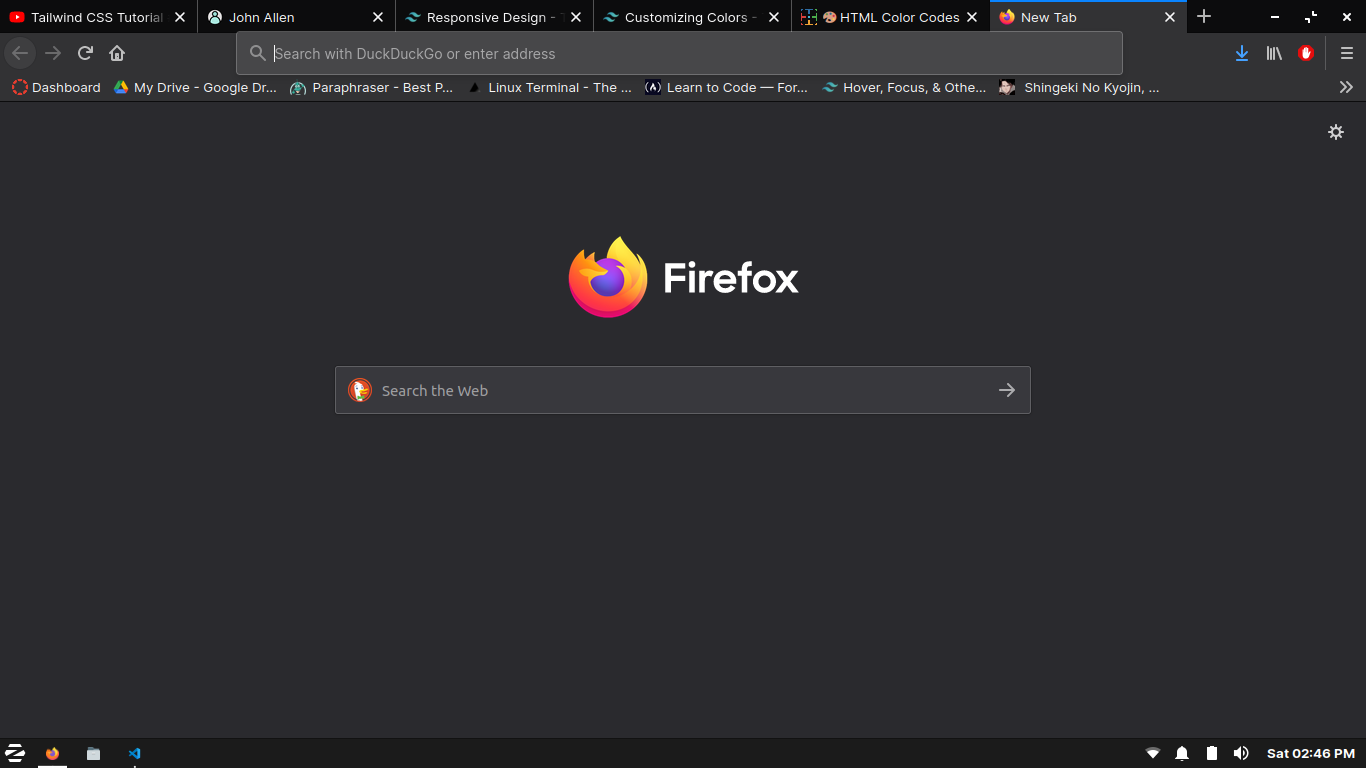 Tailwind CSS Tutorial John Allen Responsive Design - T Customizing Colors - HTML Color Codes New Tab
Search with DuckDuckGo or enter address
Dashboard My Drive - Google Dr... Paraphraser - Best P... Linux Terminal - The ... Learn to Code — For... Hover, Focus, & Othe... Shingeki No Kyojin, ...
Firefox
Search the Web
Sat 02:46 PM